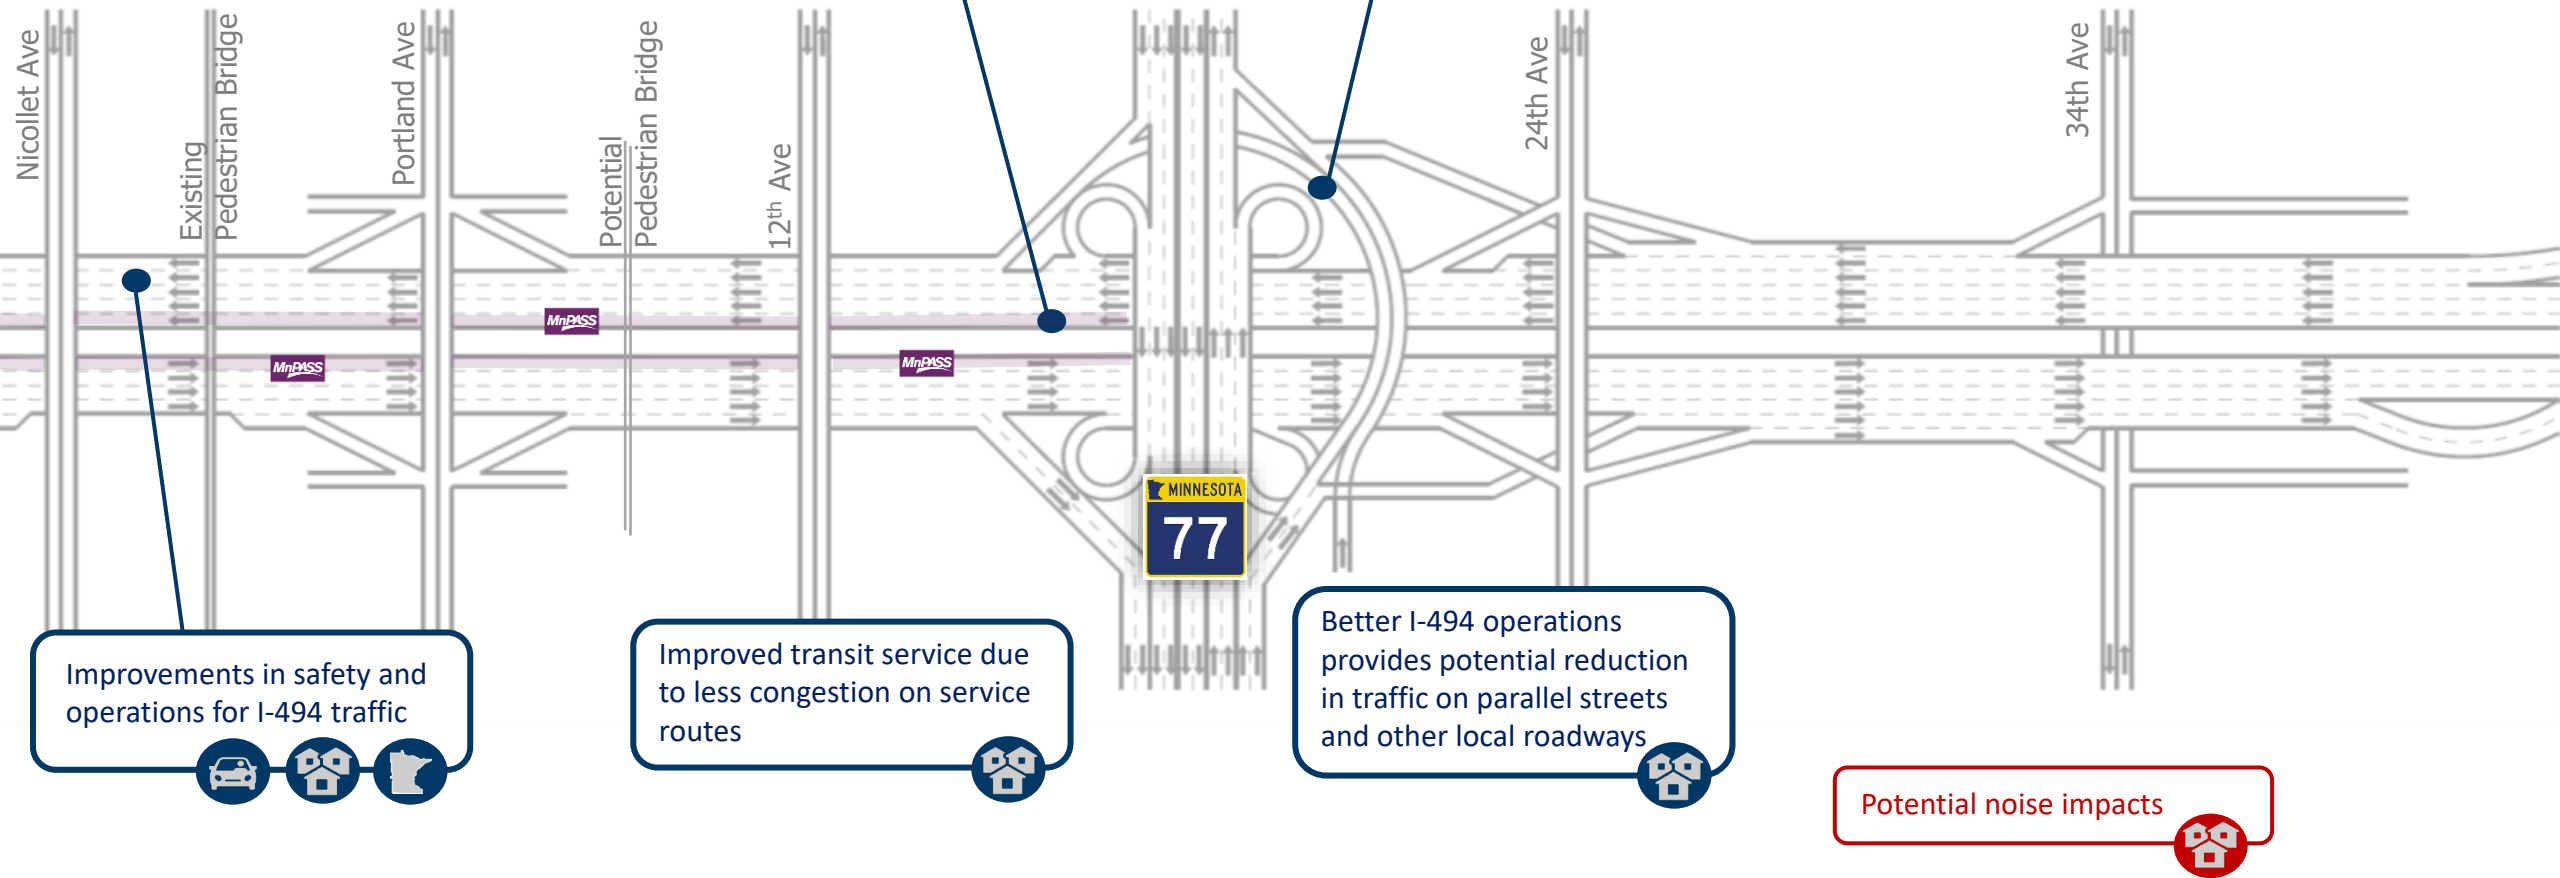 Nicollet Ave
Existing
Pedestrian Bridge
Portland Ave
Potential
Pedestrian Bridge
12th Ave
24th Ave
34th Ave
MnPASS
MnPASS
MnPASS
MINNESOTA
77
Improvements in safety and
operations for I-494 traffic
Improved transit service due
to less congestion on service
routes
Better I-494 operations
provides potential reduction
in traffic on parallel streets
and other local roadways
Potential noise impacts